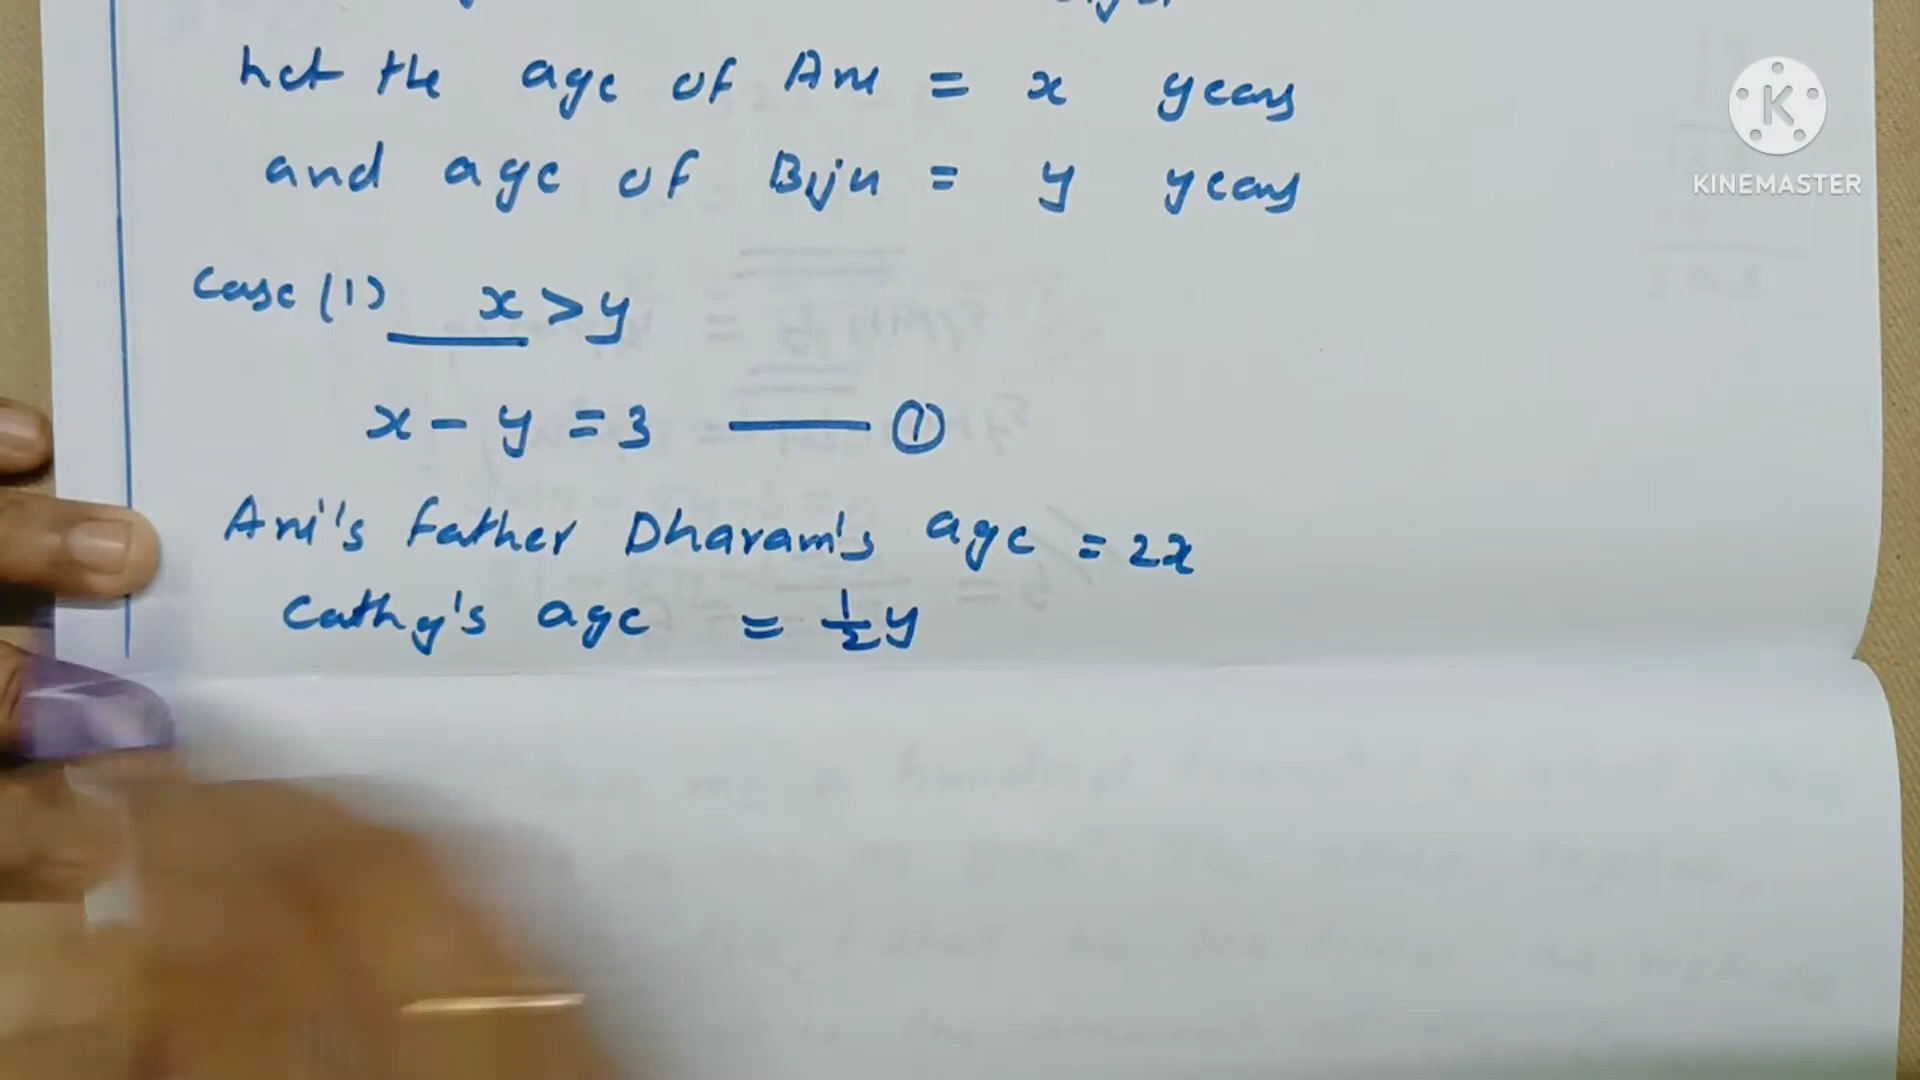 Let the age of Ani = x years
and age of Biju = y years
Case (1) x > y
x - y = 3 ——— ①
Ani's father Dharam's age = 2x
Cathy's age = 1/2 y
K
KINEMASTER